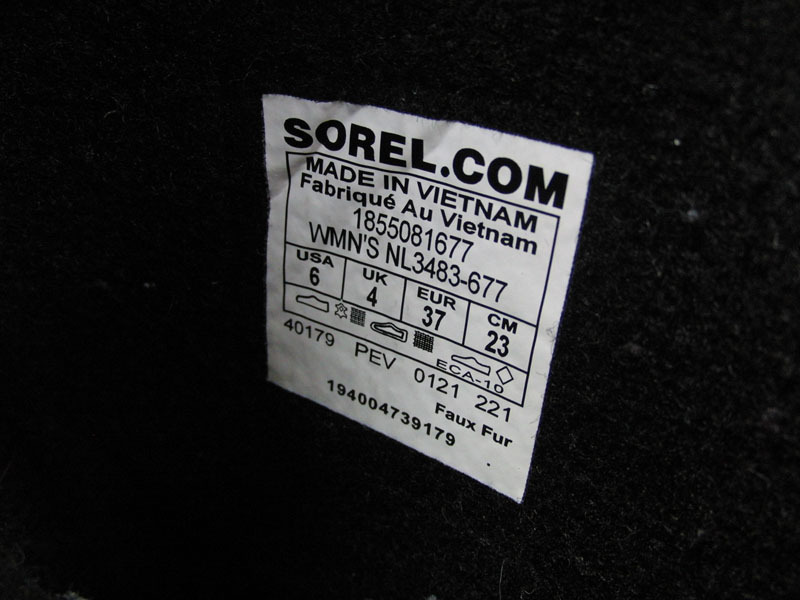 SOREL.COM
MADE IN VIETNAM
Fabriqué Au Vietnam
1855081677
WMN'S NL3483-677
USA UK EUR CM
6 4 37 23
ECA-10
40179 PEV 0121 221
Faux Fur
194004739179